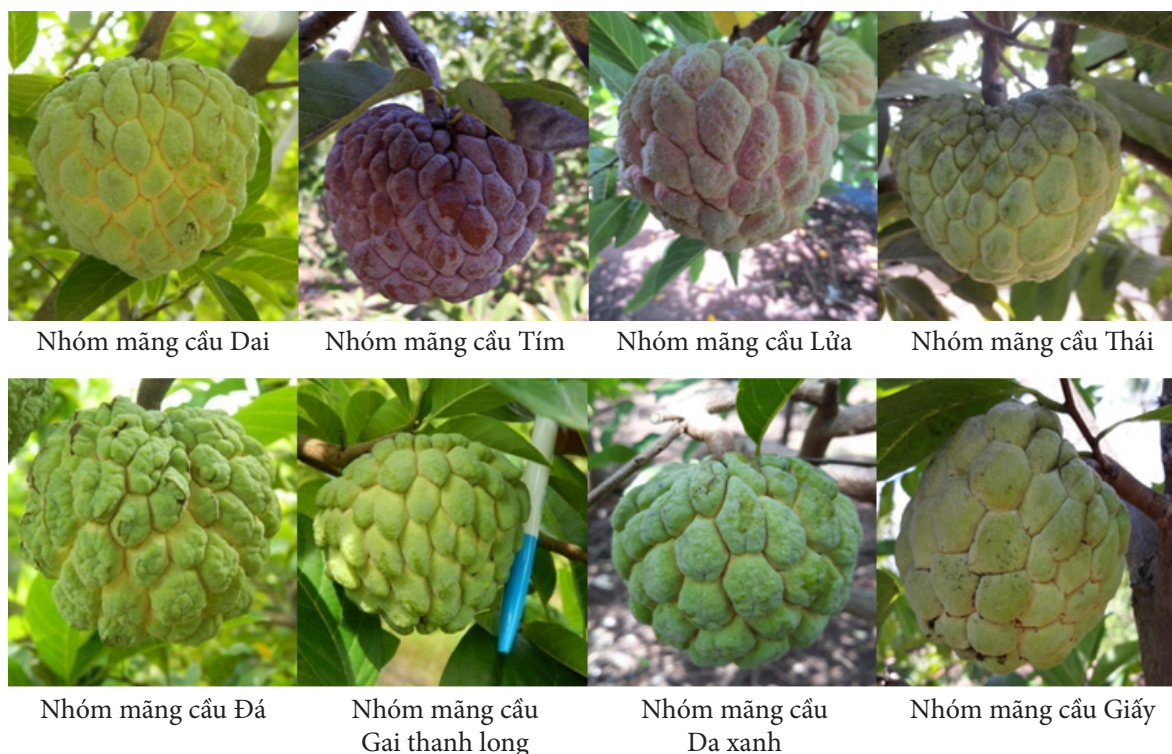 Nhóm mãng cầu Dai
Nhóm mãng cầu Tím
Nhóm mãng cầu Lửa
Nhóm mãng cầu Thái
Nhóm mãng cầu Đá
Nhóm mãng cầu
Gai thanh long
Nhóm mãng cầu
Da xanh
Nhóm mãng cầu Giấy